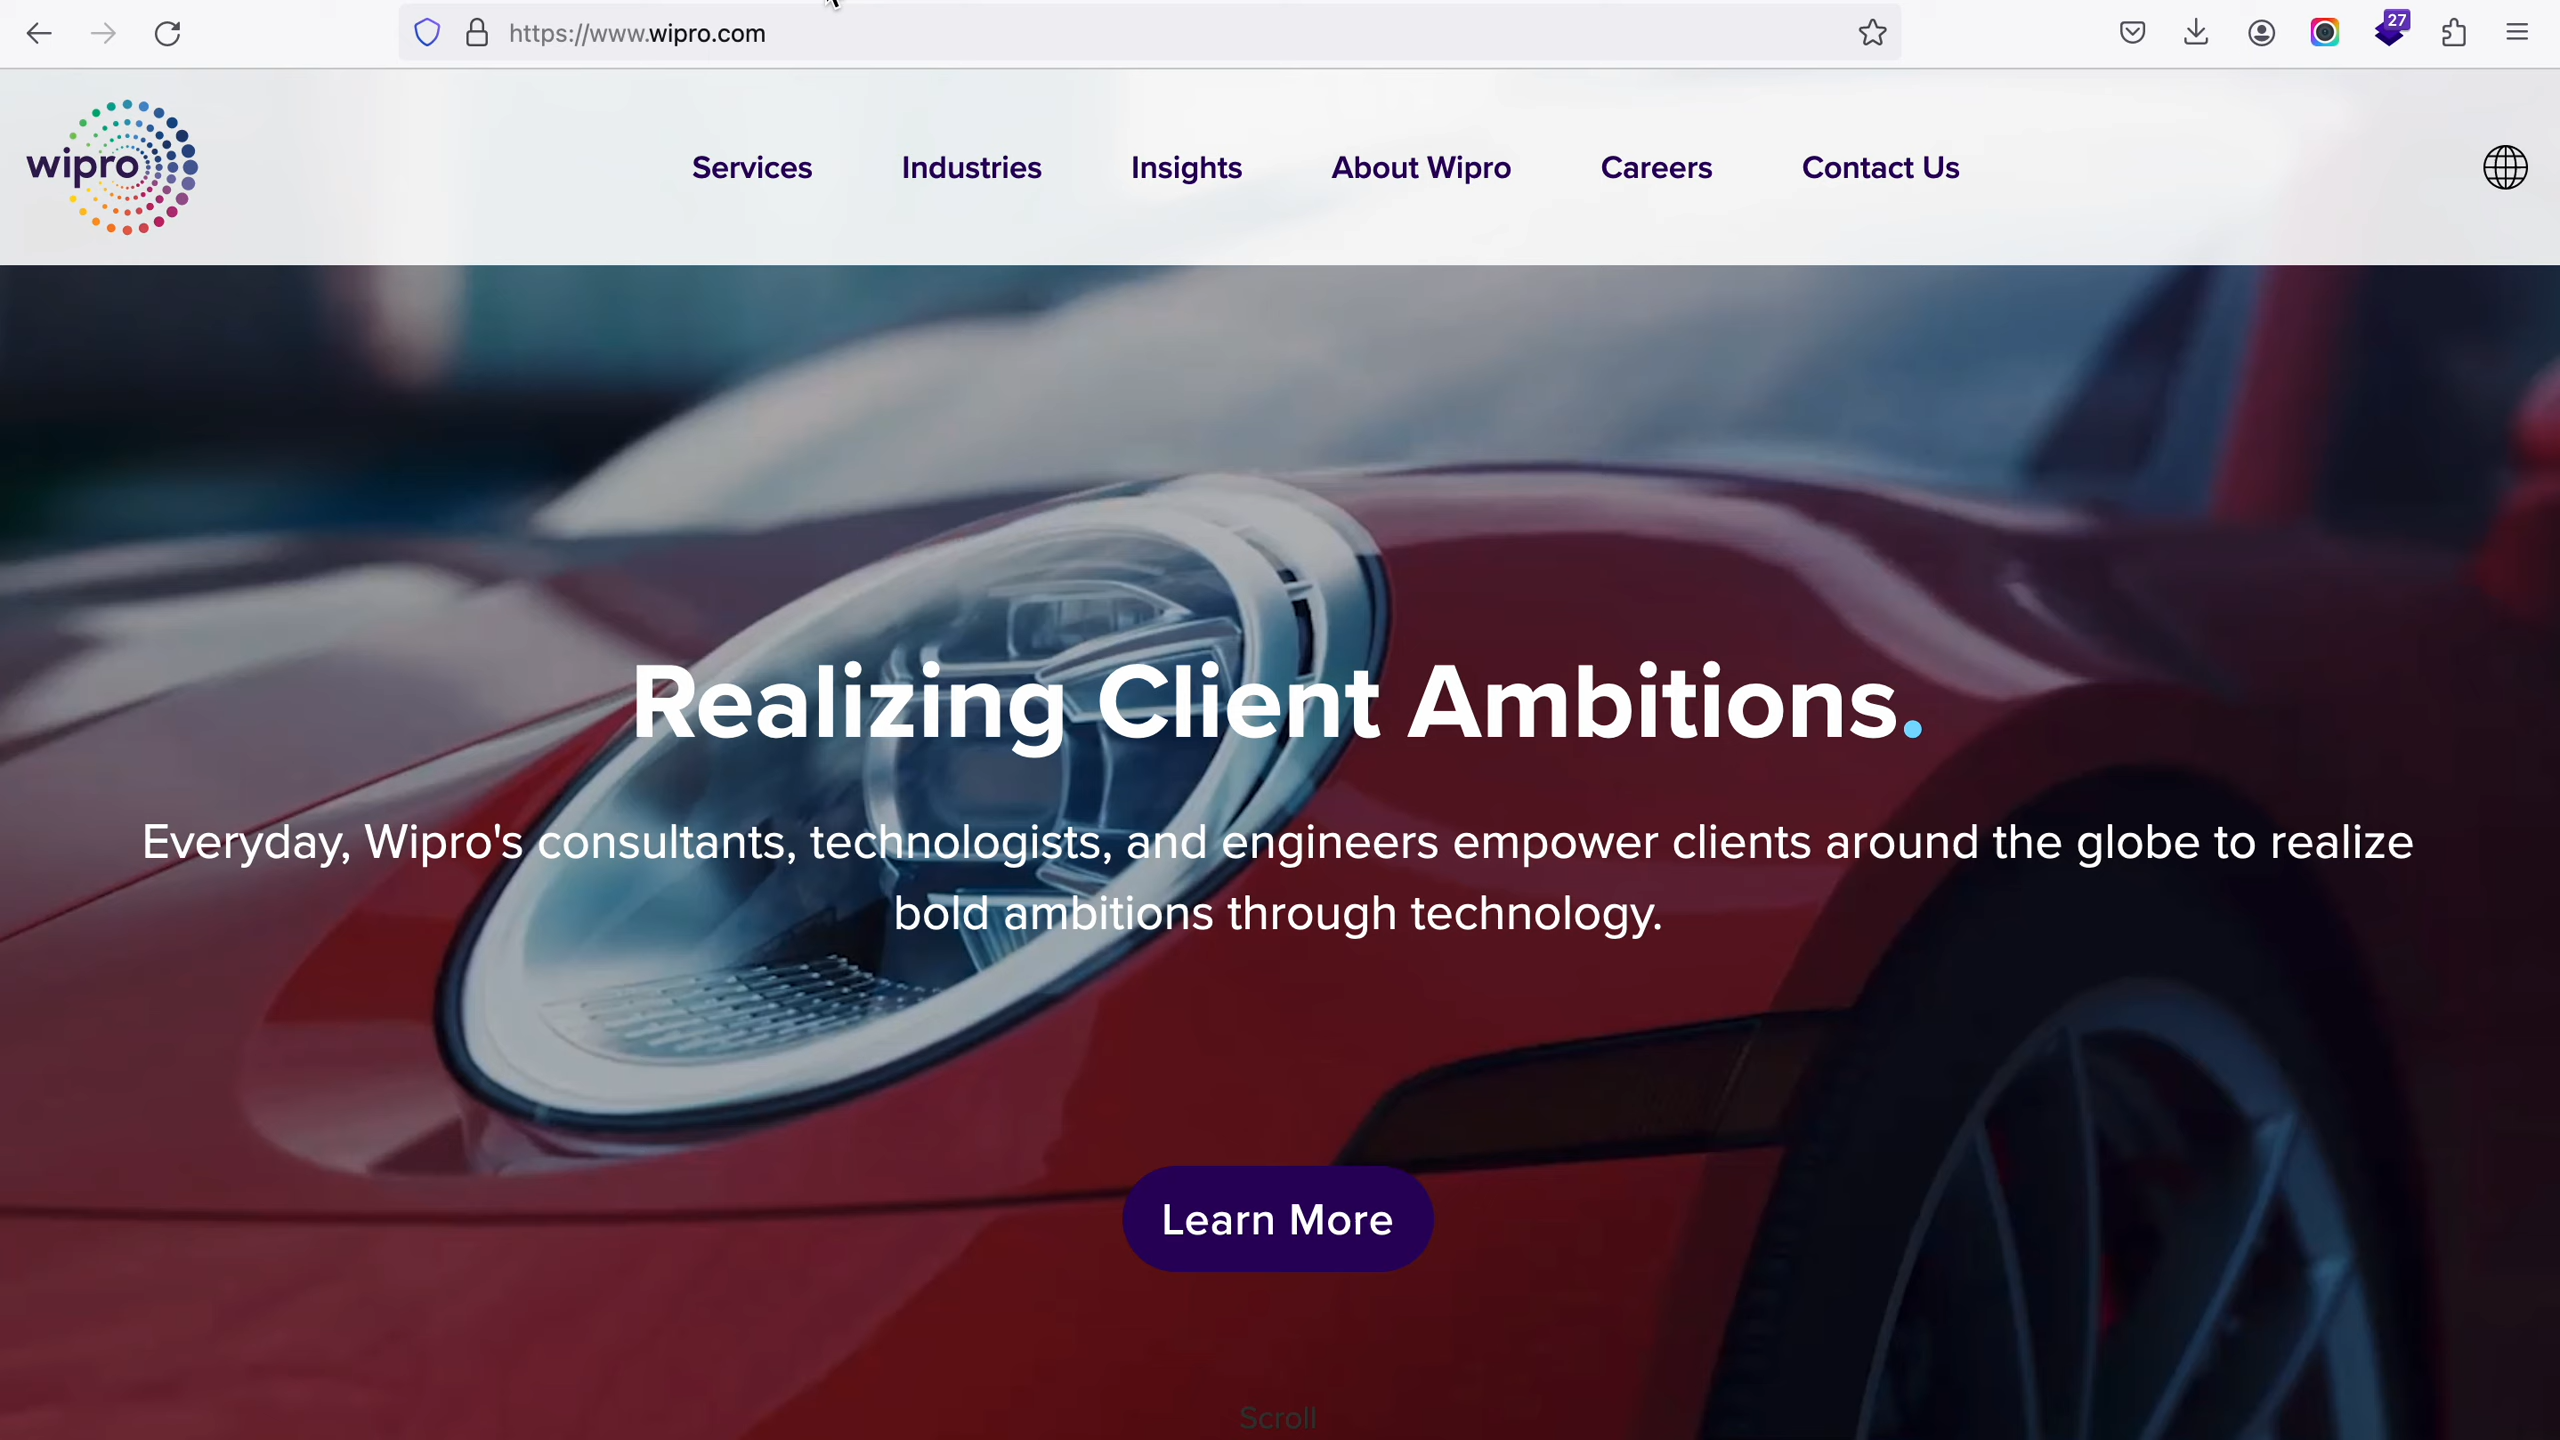 https://www.wipro.com
27
wipro
Services
Industries
Insights
About Wipro
Careers
Contact Us
Realizing Client Ambitions.
Everyday, Wipro's consultants, technologists, and engineers empower clients around the globe to realize
bold ambitions through technology.
Learn More
Scroll